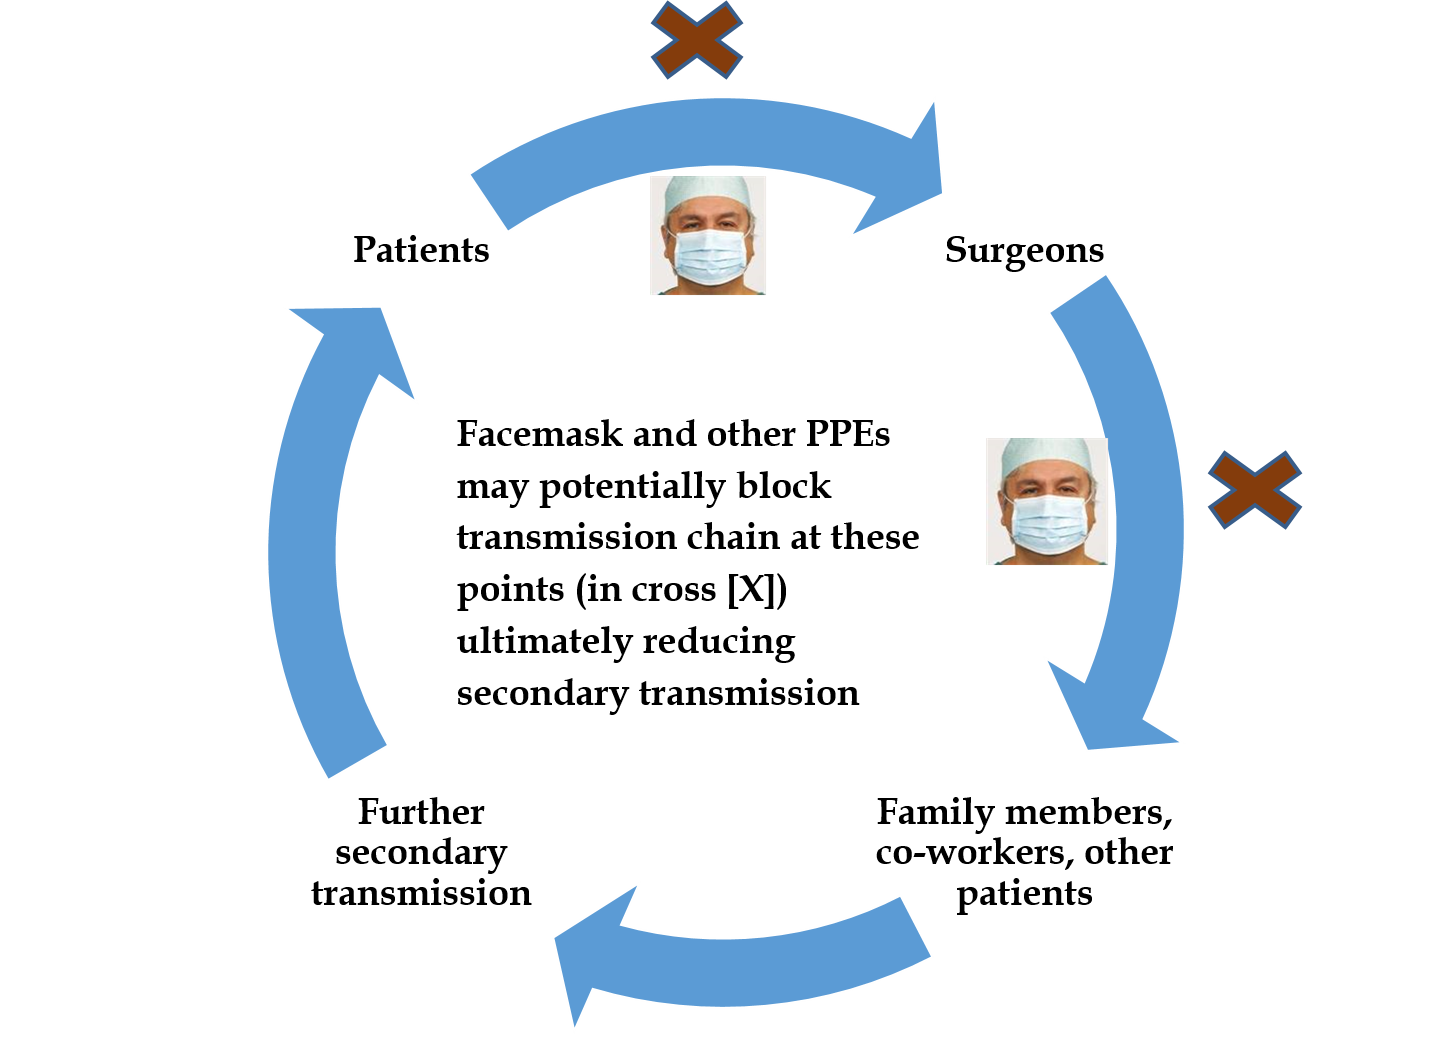 Patients
Surgeons
Facemask and other PPEs
may potentially block
transmission chain at these
points (in cross [X])
ultimately reducing
secondary transmission
Further
secondary
transmission
Family members,
co-workers, other
patients